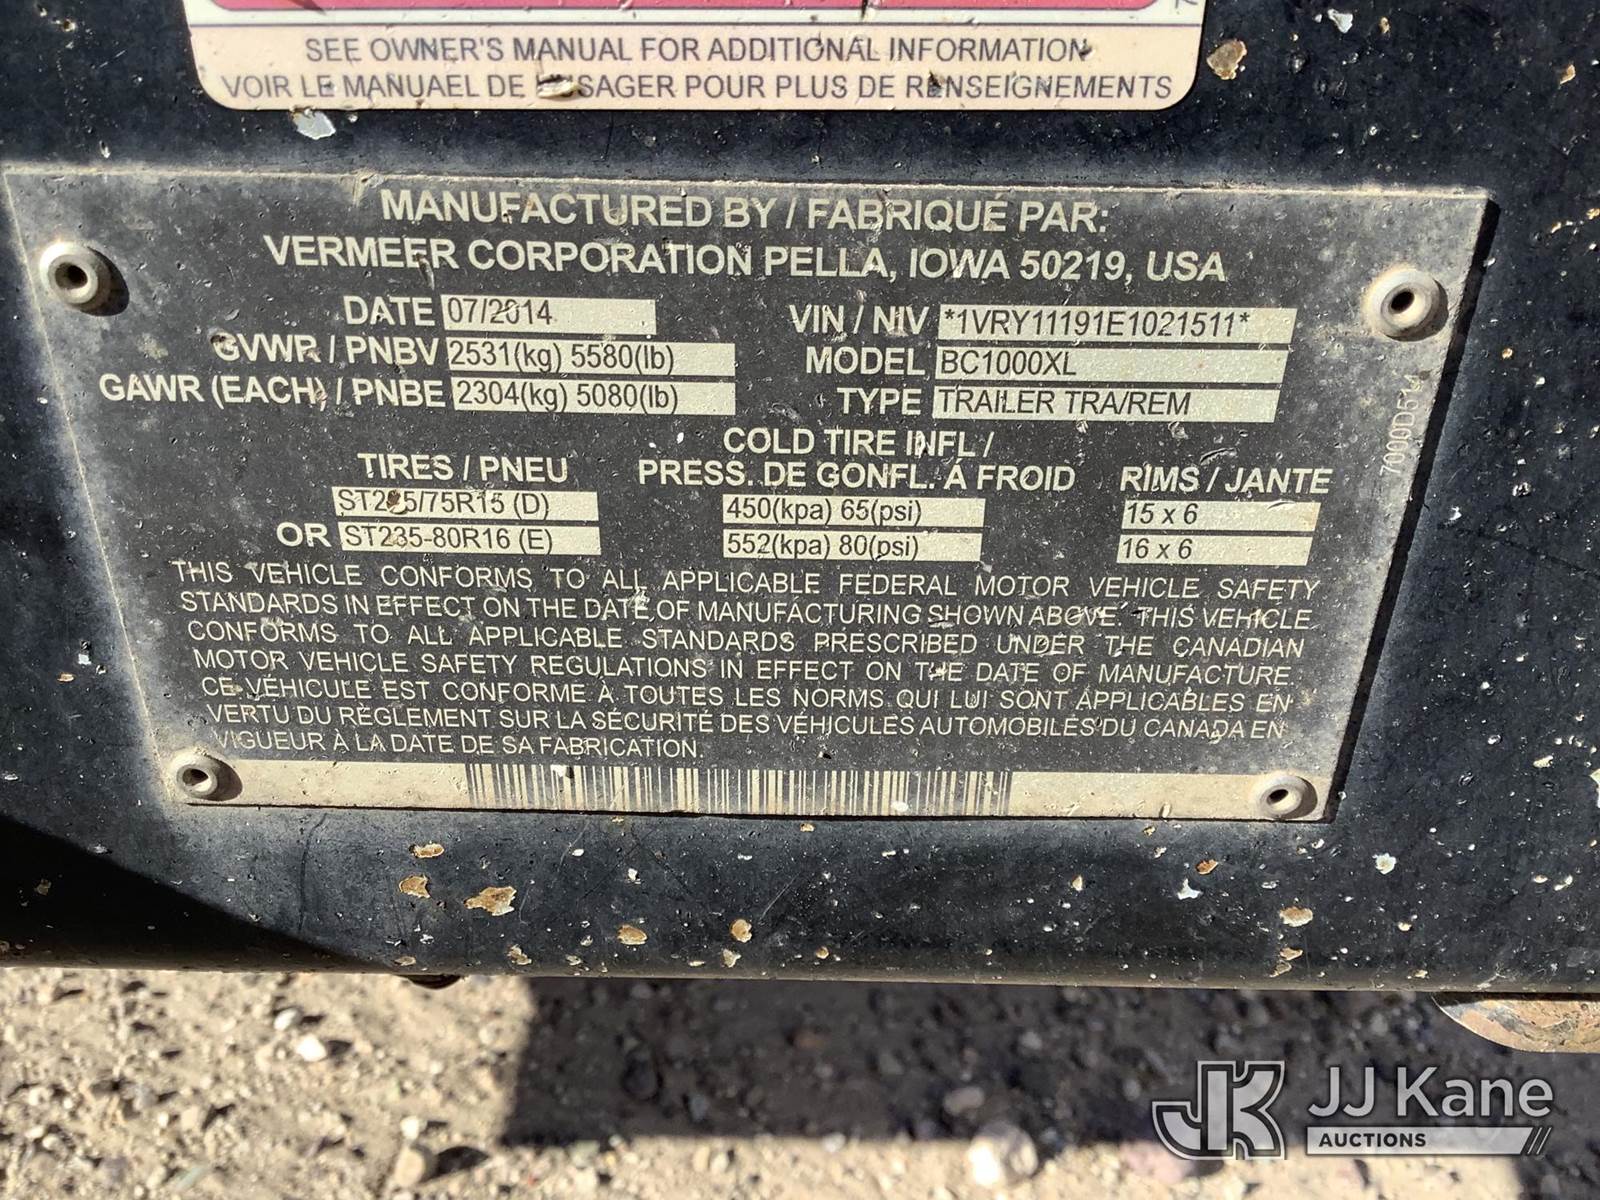 SEE OWNER'S MANUAL FOR ADDITIONAL INFORMATION
VOIR LE MANUAEL DE POUR PLUS DE RENSEIGNEMENTS
MANUFACTURED BY / FABRIQUÉ PAR:
VERMEER CORPORATION PELLA, IOWA 50219, USA
DATE 07/2014 VIN / NIV *1VRY11191E1021511*
GVWR / PNBV 2531(kg) 5580(lb) MODEL BC1000XL
GAWR (EACH) / PNBE 2304(kg) 5080(lb) TYPE TRAILER TRA/REM
COLD TIRE INFL /
TIRES / PNEU PRESS. DE GONFL. Á FROID RIMS / JANTE
(D) 450(kpa) 65(psi) 15 x 6
OR ST235-80R16 (E) 552(kpa) 80(psi) 16 x 6
THIS VEHICLE CONFORMS TO ALL APPLICABLE FEDERAL MOTOR VEHICLE SAFETY
STANDARDS IN EFFECT ON THE DATE OF MANUFACTURING SHOWN ABOVE. THIS VEHICLE
CONFORMS TO ALL APPLICABLE STANDARDS PRESCRIBED UNDER THE CANADIAN
MOTOR VEHICLE SAFETY REGULATIONS IN EFFECT ON THE DATE OF MANUFACTURE.
CE VÉHICULE EST CONFORME À TOUTES LES NORMS QUI LUI SONT APPLICABLES EN
VERTU DU RÈGLEMENT SUR LA SÉCURITÉ DES VÉHICULES AUTOMOBILES DU CANADA EN
VIGUEUR À LA DATE DE SA FABRICATION.
JK JJ Kane
AUCTIONS